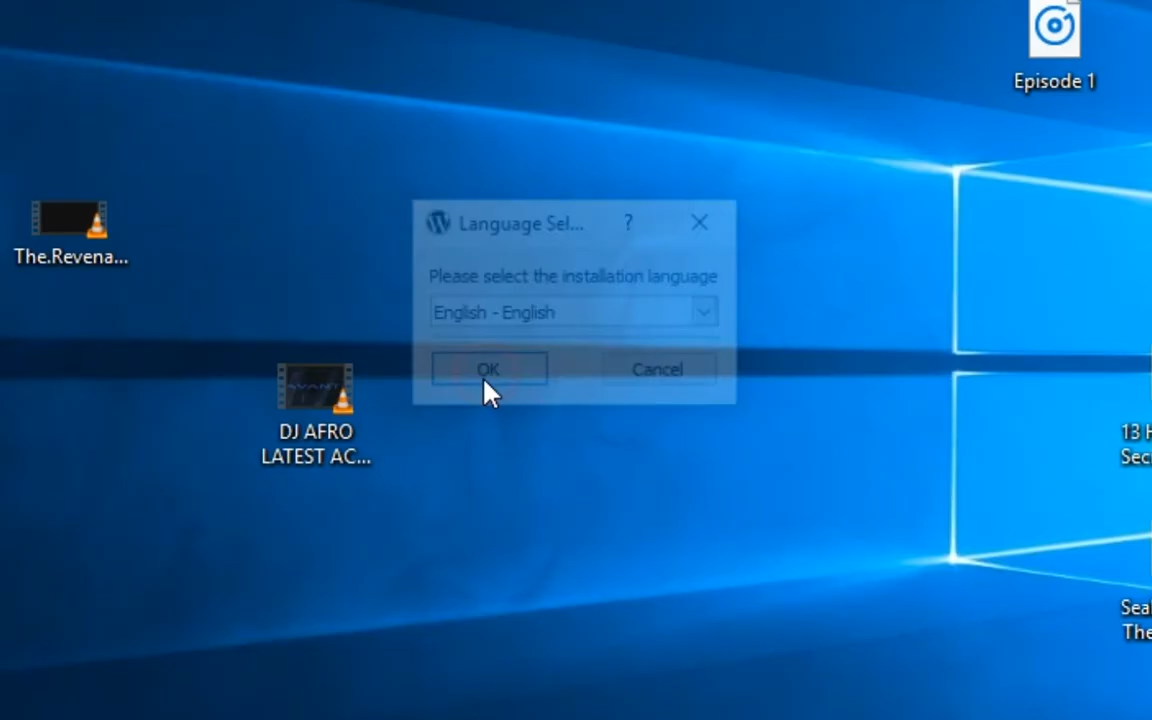 Episode 1
The.Revena...
Language Sel...
?
Please select the installation language
English - English
OK
Cancel
DJ AFRO
LATEST AC...
13 H
Sec
Sea
The